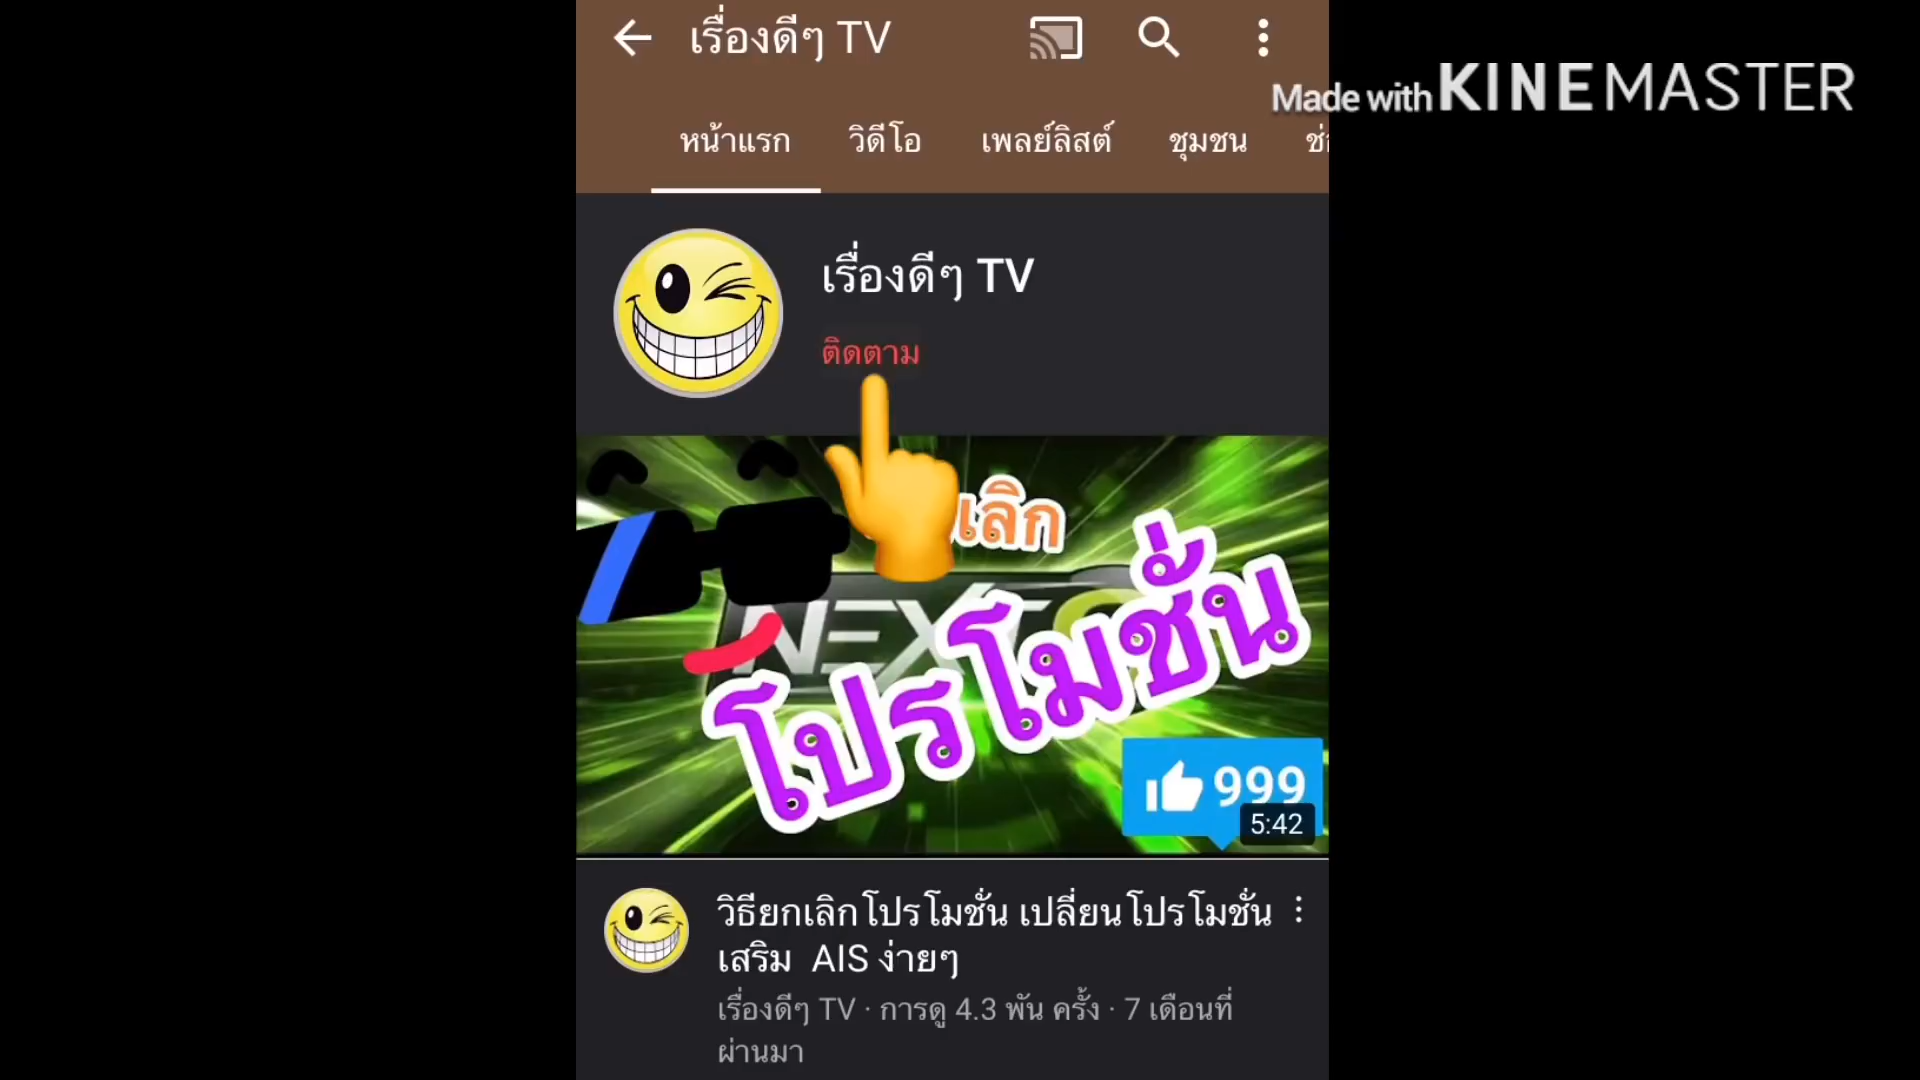 เรื่องดีๆ TV
Made with KINEMASTER
หน้าแรก วิดีโอ เพลย์ลิสต์ ชุมชน
เรื่องดีๆ TV
ติดตาม
เลิก
NEXT
โปรโมชั่น
999
5:42
วิธียกเลิกโปรโมชั่น เปลี่ยนโปรโมชั่น
เสริม AIS ง่ายๆ
เรื่องดีๆ TV · การดู 4.3 พัน ครั้ง · 7 เดือนที่
ผ่านมา